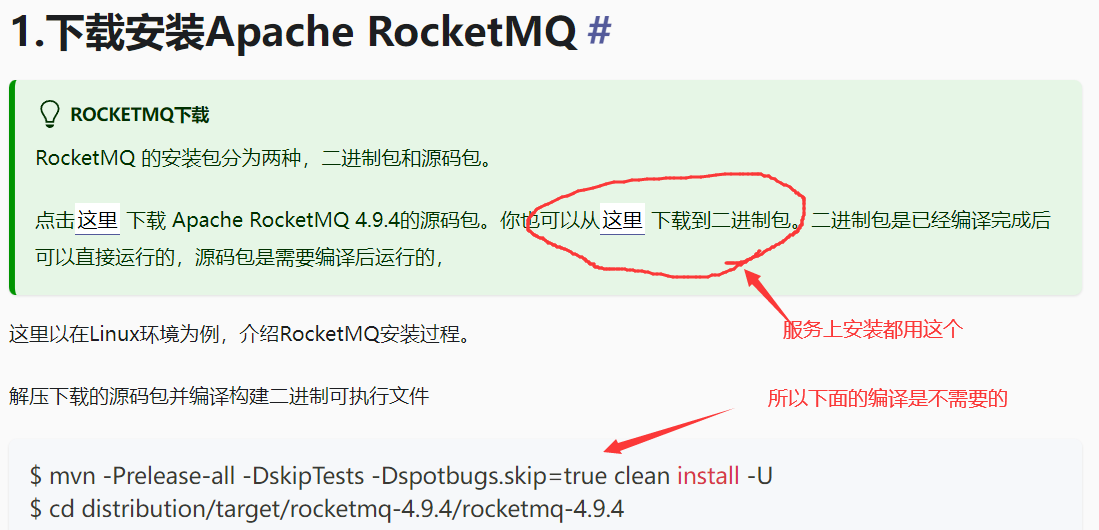 1.下载安装Apache RocketMQ #
ROCKETMQ下载
RocketMQ 的安装包分为两种，二进制包和源码包。
点击这里 下载 Apache RocketMQ 4.9.4的源码包。你也可以从这里 下载到二进制包。二进制包是已经编译完成后
可以直接运行的，源码包是需要编译后运行的，
服务上安装都用这个
这里以在Linux环境为例，介绍RocketMQ安装过程。
解压下载的源码包并编译构建二进制可执行文件
所以下面的编译是不需要的
$ mvn -Prelease-all -DskipTests -Dspotbugs.skip=true clean install -U
$ cd distribution/target/rocketmq-4.9.4/rocketmq-4.9.4